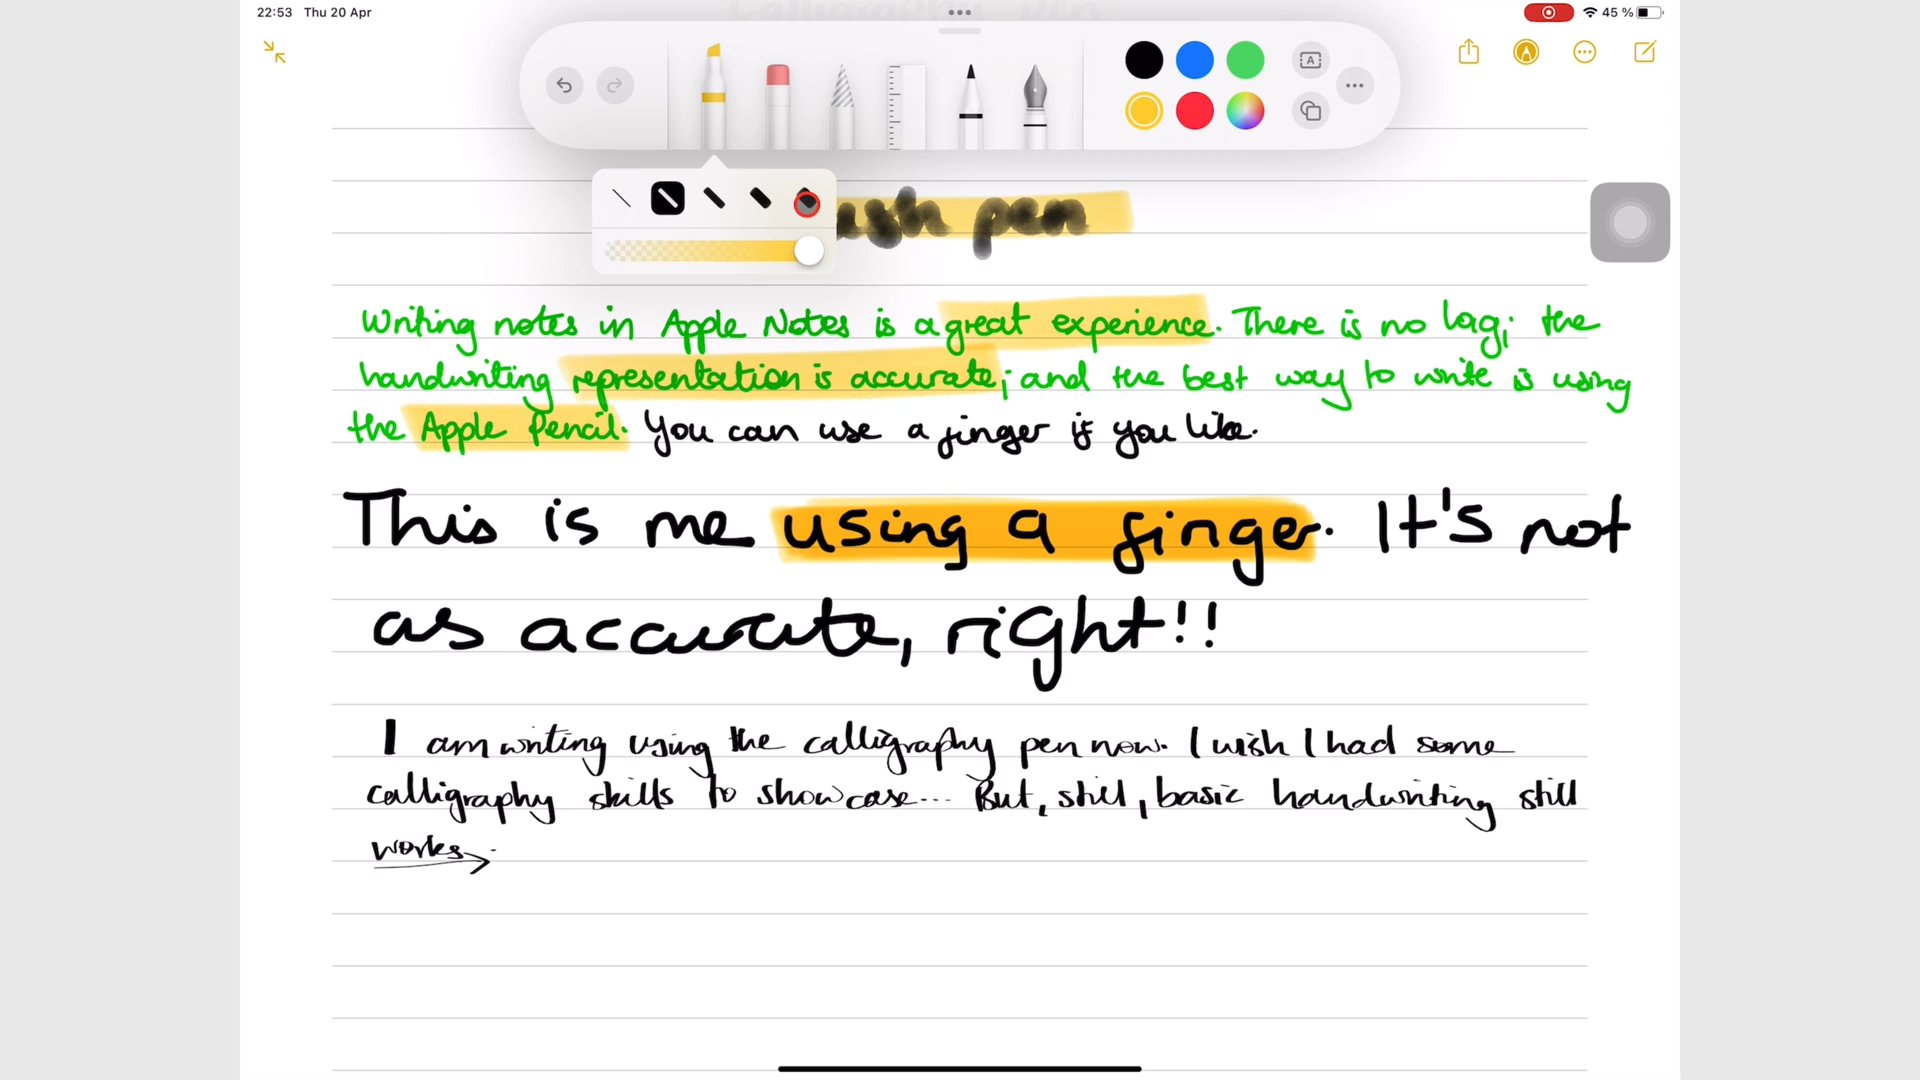 22:53 Thu 20 Apr
45 %
Calligraphy Pen
A
pen
Writing notes in Apple Notes is a great experience. There is no lag; the
handwriting representation is accurate; and the best way to write is using
the Apple Pencil. You can use a finger if you like.
This is me using a finger. It's not
as accurate, right!!
I am writing using the calligraphy pen now. I wish I had some
calligraphy skills to showcase... But, still, basic handwriting still
works.